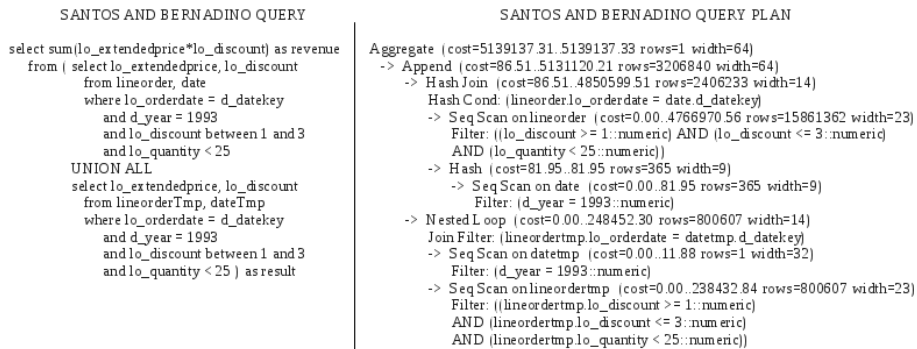 SANTOS AND BERNADINO QUERY
select sum(lo_extendedprice*lo_discount) as revenue
from ( select lo_extendedprice, lo_discount
from lineorder, date
where lo_orderdate = d_datekey
and d_year = 1993
and lo_discount between 1 and 3
and lo_quantity < 25
UNION ALL
select lo_extendedprice, lo_discount
from lineorderTmp, dateTmp
where lo_orderdate = d_datekey
and d_year = 1993
and lo_discount between 1 and 3
and lo_quantity < 25 ) as result
SANTOS AND BERNADINO QUERY PLAN
Aggregate (cost=5139137.31..5139137.33 rows=1 width=64)
-> Append (cost=86.51..5131120.21 rows=3206840 width=64)
-> Hash Join (cost=86.51..4850599.51 rows=2406233 width=14)
Hash Cond: (lineorder.lo_orderdate = date.d_datekey)
-> Seq Scan on lineorder (cost=0.00..4766970.56 rows=15861362 width=23)
Filter: ((lo_discount >= 1::numeric) AND (lo_discount <= 3::numeric)
AND (lo_quantity < 25::numeric))
-> Hash (cost=81.95..81.95 rows=365 width=9)
-> Seq Scan on date (cost=0.00..81.95 rows=365 width=9)
Filter: (d_year = 1993::numeric)
-> Nested Loop (cost=0.00..248452.30 rows=800607 width=14)
Join Filter: (lineordertmp.lo_orderdate = datetmp.d_datekey)
-> Seq Scan on datetmp (cost=0.00..11.88 rows=1 width=32)
Filter: (d_year = 1993::numeric)
-> Seq Scan on lineordertmp (cost=0.00..238432.84 rows=800607 width=23)
Filter: ((lineordertmp.lo_discount >= 1::numeric)
AND (lineordertmp.lo_discount <= 3::numeric)
AND (lineordertmp.lo_quantity < 25::numeric))